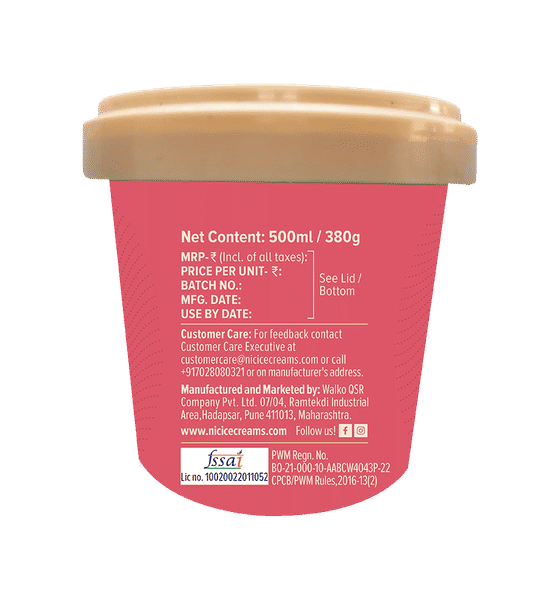 Net Content: 500ml / 380g
MRP- ₹ (Incl. of all taxes):
PRICE PER UNIT- ₹:
BATCH NO.:
MFG. DATE:
USE BY DATE:
See Lid /
Bottom
Customer Care: For feedback contact
Customer Care Executive at
customercare@nicicecreams.com or call
+917028080321 or on manufacturer's address.
Manufactured and Marketed by: Walko QSR
Company Pvt. Ltd. 07/04, Ramtekdi Industrial
Area,Hadapsar, Pune 411013, Maharashtra.
www.nicicecreams.com Follow us!
fssai
Lic no. 10020022011052
PWM Regn. No.
BO-21-000-10-AABCW4043P-22
CPCB/PWM Rules,2016-13(2)